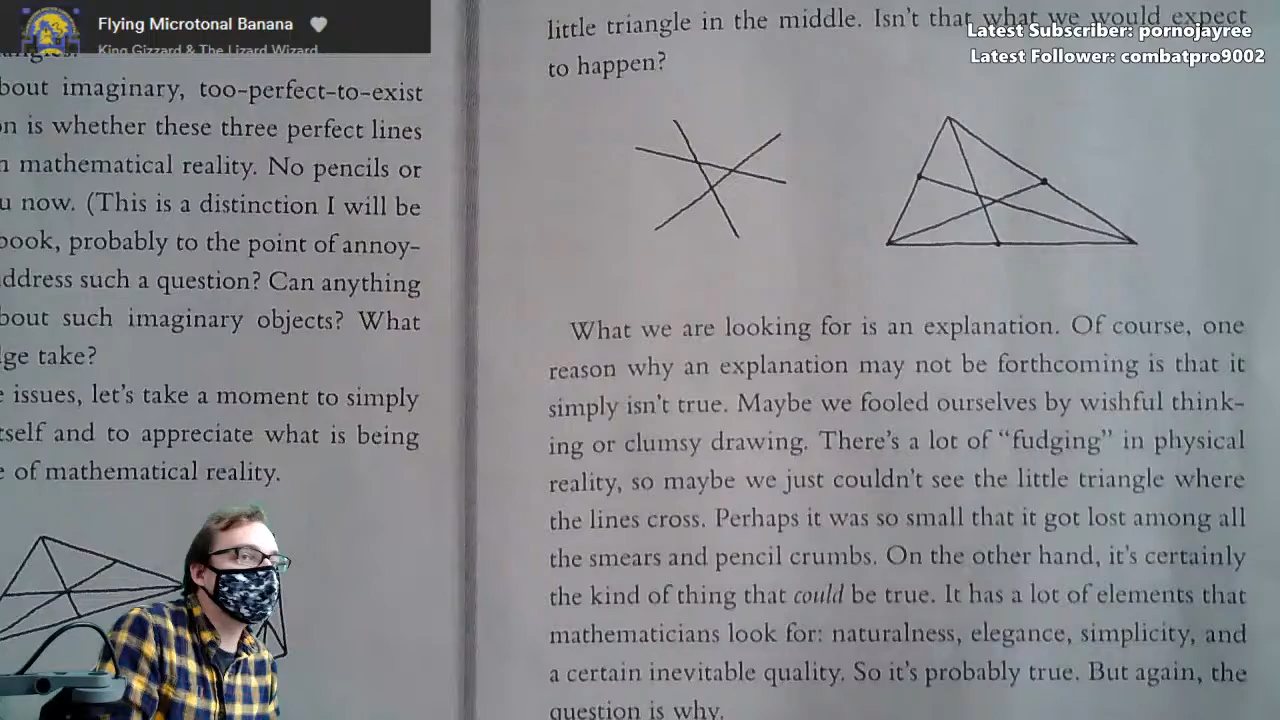 Flying Microtonal Banana
King Gizzard & The Lizard Wizard
Latest Subscriber: pornojayree
Latest Follower: combatpro9002
bout imaginary, too-perfect-to-exist
n is whether these three perfect lines
n mathematical reality. No pencils or
u now. (This is a distinction I will be
book, probably to the point of annoy-
ddress such a question? Can anything
bout such imaginary objects? What
ge take?
e issues, let's take a moment to simply
tself and to appreciate what is being
e of mathematical reality.
little triangle in the middle. Isn't that what we would expect
to happen?
What we are looking for is an explanation. Of course, one
reason why an explanation may not be forthcoming is that it
simply isn't true. Maybe we fooled ourselves by wishful think-
ing or clumsy drawing. There's a lot of "fudging" in physical
reality, so maybe we just couldn't see the little triangle where
the lines cross. Perhaps it was so small that it got lost among all
the smears and pencil crumbs. On the other hand, it's certainly
the kind of thing that could be true. It has a lot of elements that
mathematicians look for: naturalness, elegance, simplicity, and
a certain inevitable quality. So it's probably true. But again, the
question is why.